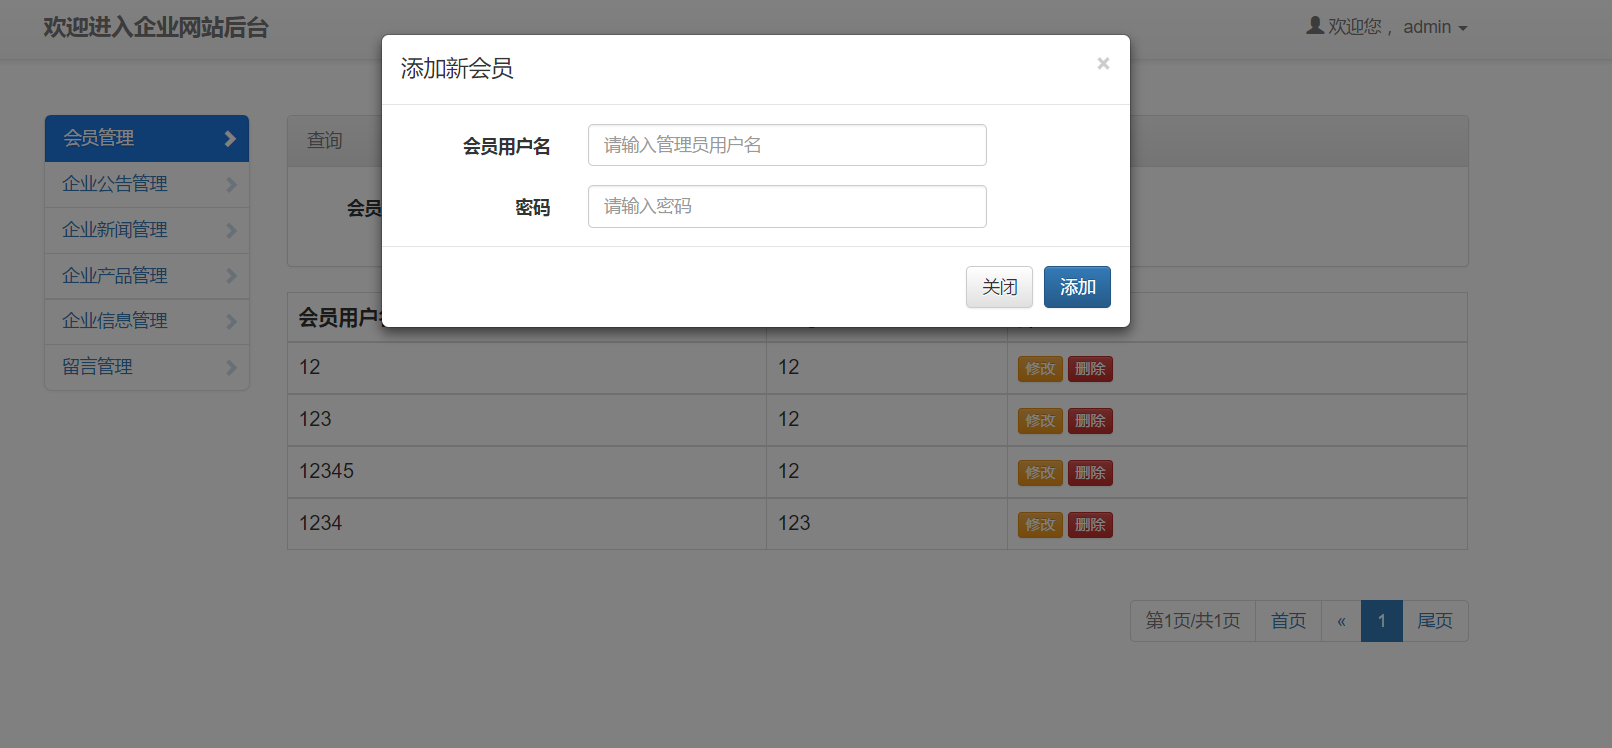 欢迎进入企业网站后台
欢迎您， admin
添加新会员
×
会员用户名 请输入管理员用户名
密码 请输入密码
关闭 添加
会员管理
企业公告管理
企业新闻管理
企业产品管理
企业信息管理
留言管理
查询
会员
会员用户
12 12 修改 删除
123 12 修改 删除
12345 12 修改 删除
1234 123 修改 删除
第1页/共1页 首页 « 1 尾页